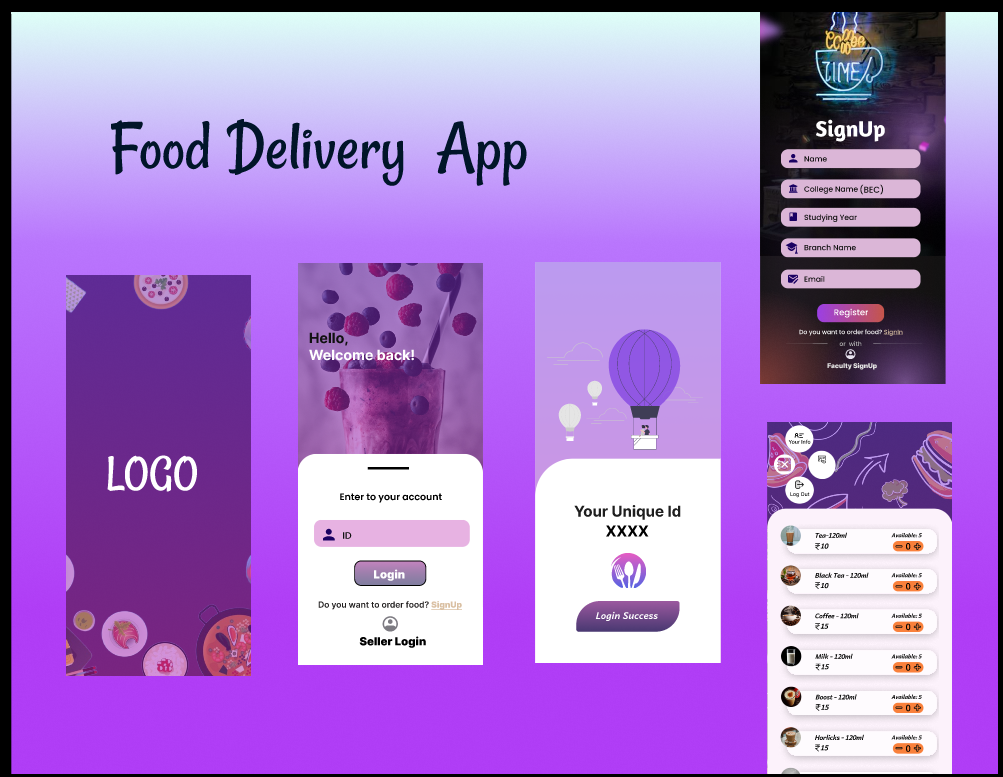 Food Delivery App
LOGO
Hello,
Welcome back!
Enter to your account
ID
Login
Do you want to order food? SignUp
Seller Login
Your Unique Id
XXXX
Login Success
COFFEE
TIME
SignUp
Name
College Name (BEC)
Studying Year
Branch Name
Email
Register
Do you want to order food? SignIn
or with
Faculty SignUp
Your Info
Log Out
Tea-120ml
Available: 5
₹10
0
Black Tea - 120ml
Available: 5
₹10
0
Coffee - 120ml
Available: 5
₹15
0
Milk - 120ml
Available: 5
₹15
0
Boost - 120ml
Available: 5
₹15
0
Horlicks - 120ml
Available: 5
₹15
0